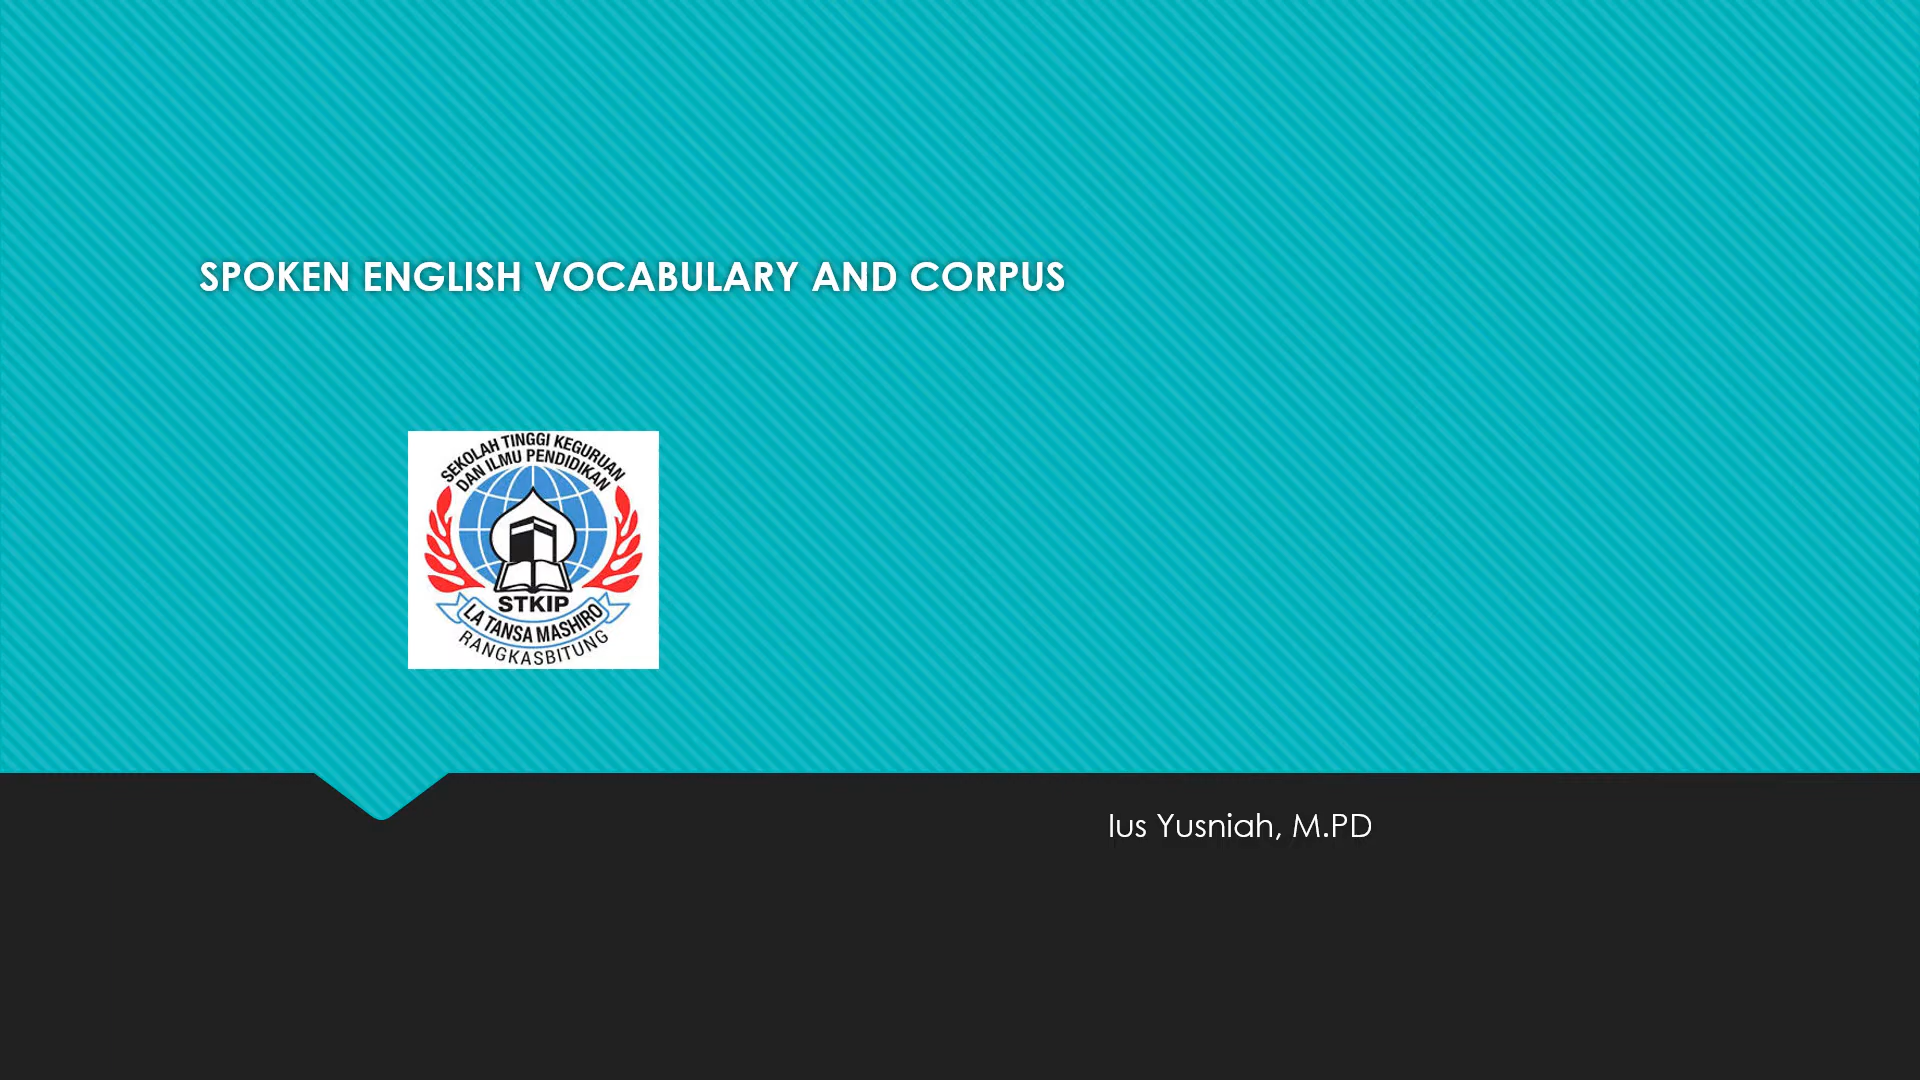 SPOKEN ENGLISH VOCABULARY AND CORPUS
SEKOLAH TINGGI KEGURUAN
DAN ILMU PENDIDIKAN
STKIP
LA TANSA MASHIRO
RANGKASBITUNG
Ius Yusniah, M.PD